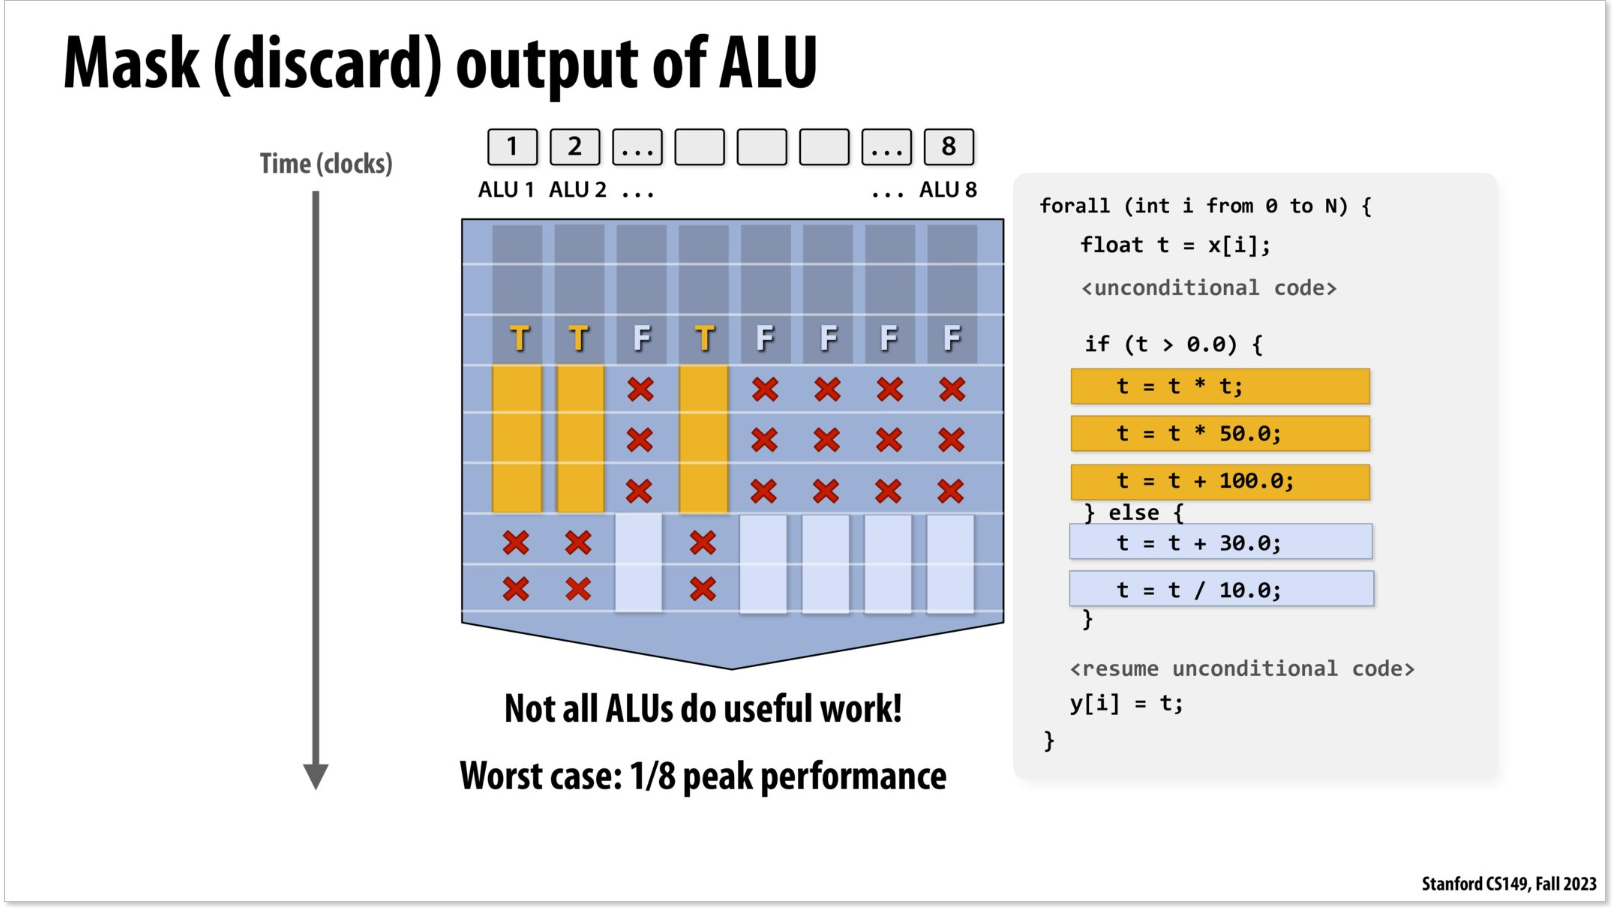 Mask (discard) output of ALU
Time (clocks)
1 2 ... ... 8
ALU 1 ALU 2 ... ... ALU 8
T T F T F F F F
Not all ALUs do useful work!
Worst case: 1/8 peak performance
forall (int i from 0 to N) {
float t = x[i];
<unconditional code>
if (t > 0.0) {
t = t * t;
t = t * 50.0;
t = t + 100.0;
} else {
t = t + 30.0;
t = t / 10.0;
}
<resume unconditional code>
y[i] = t;
}
Stanford CS149, Fall 2023